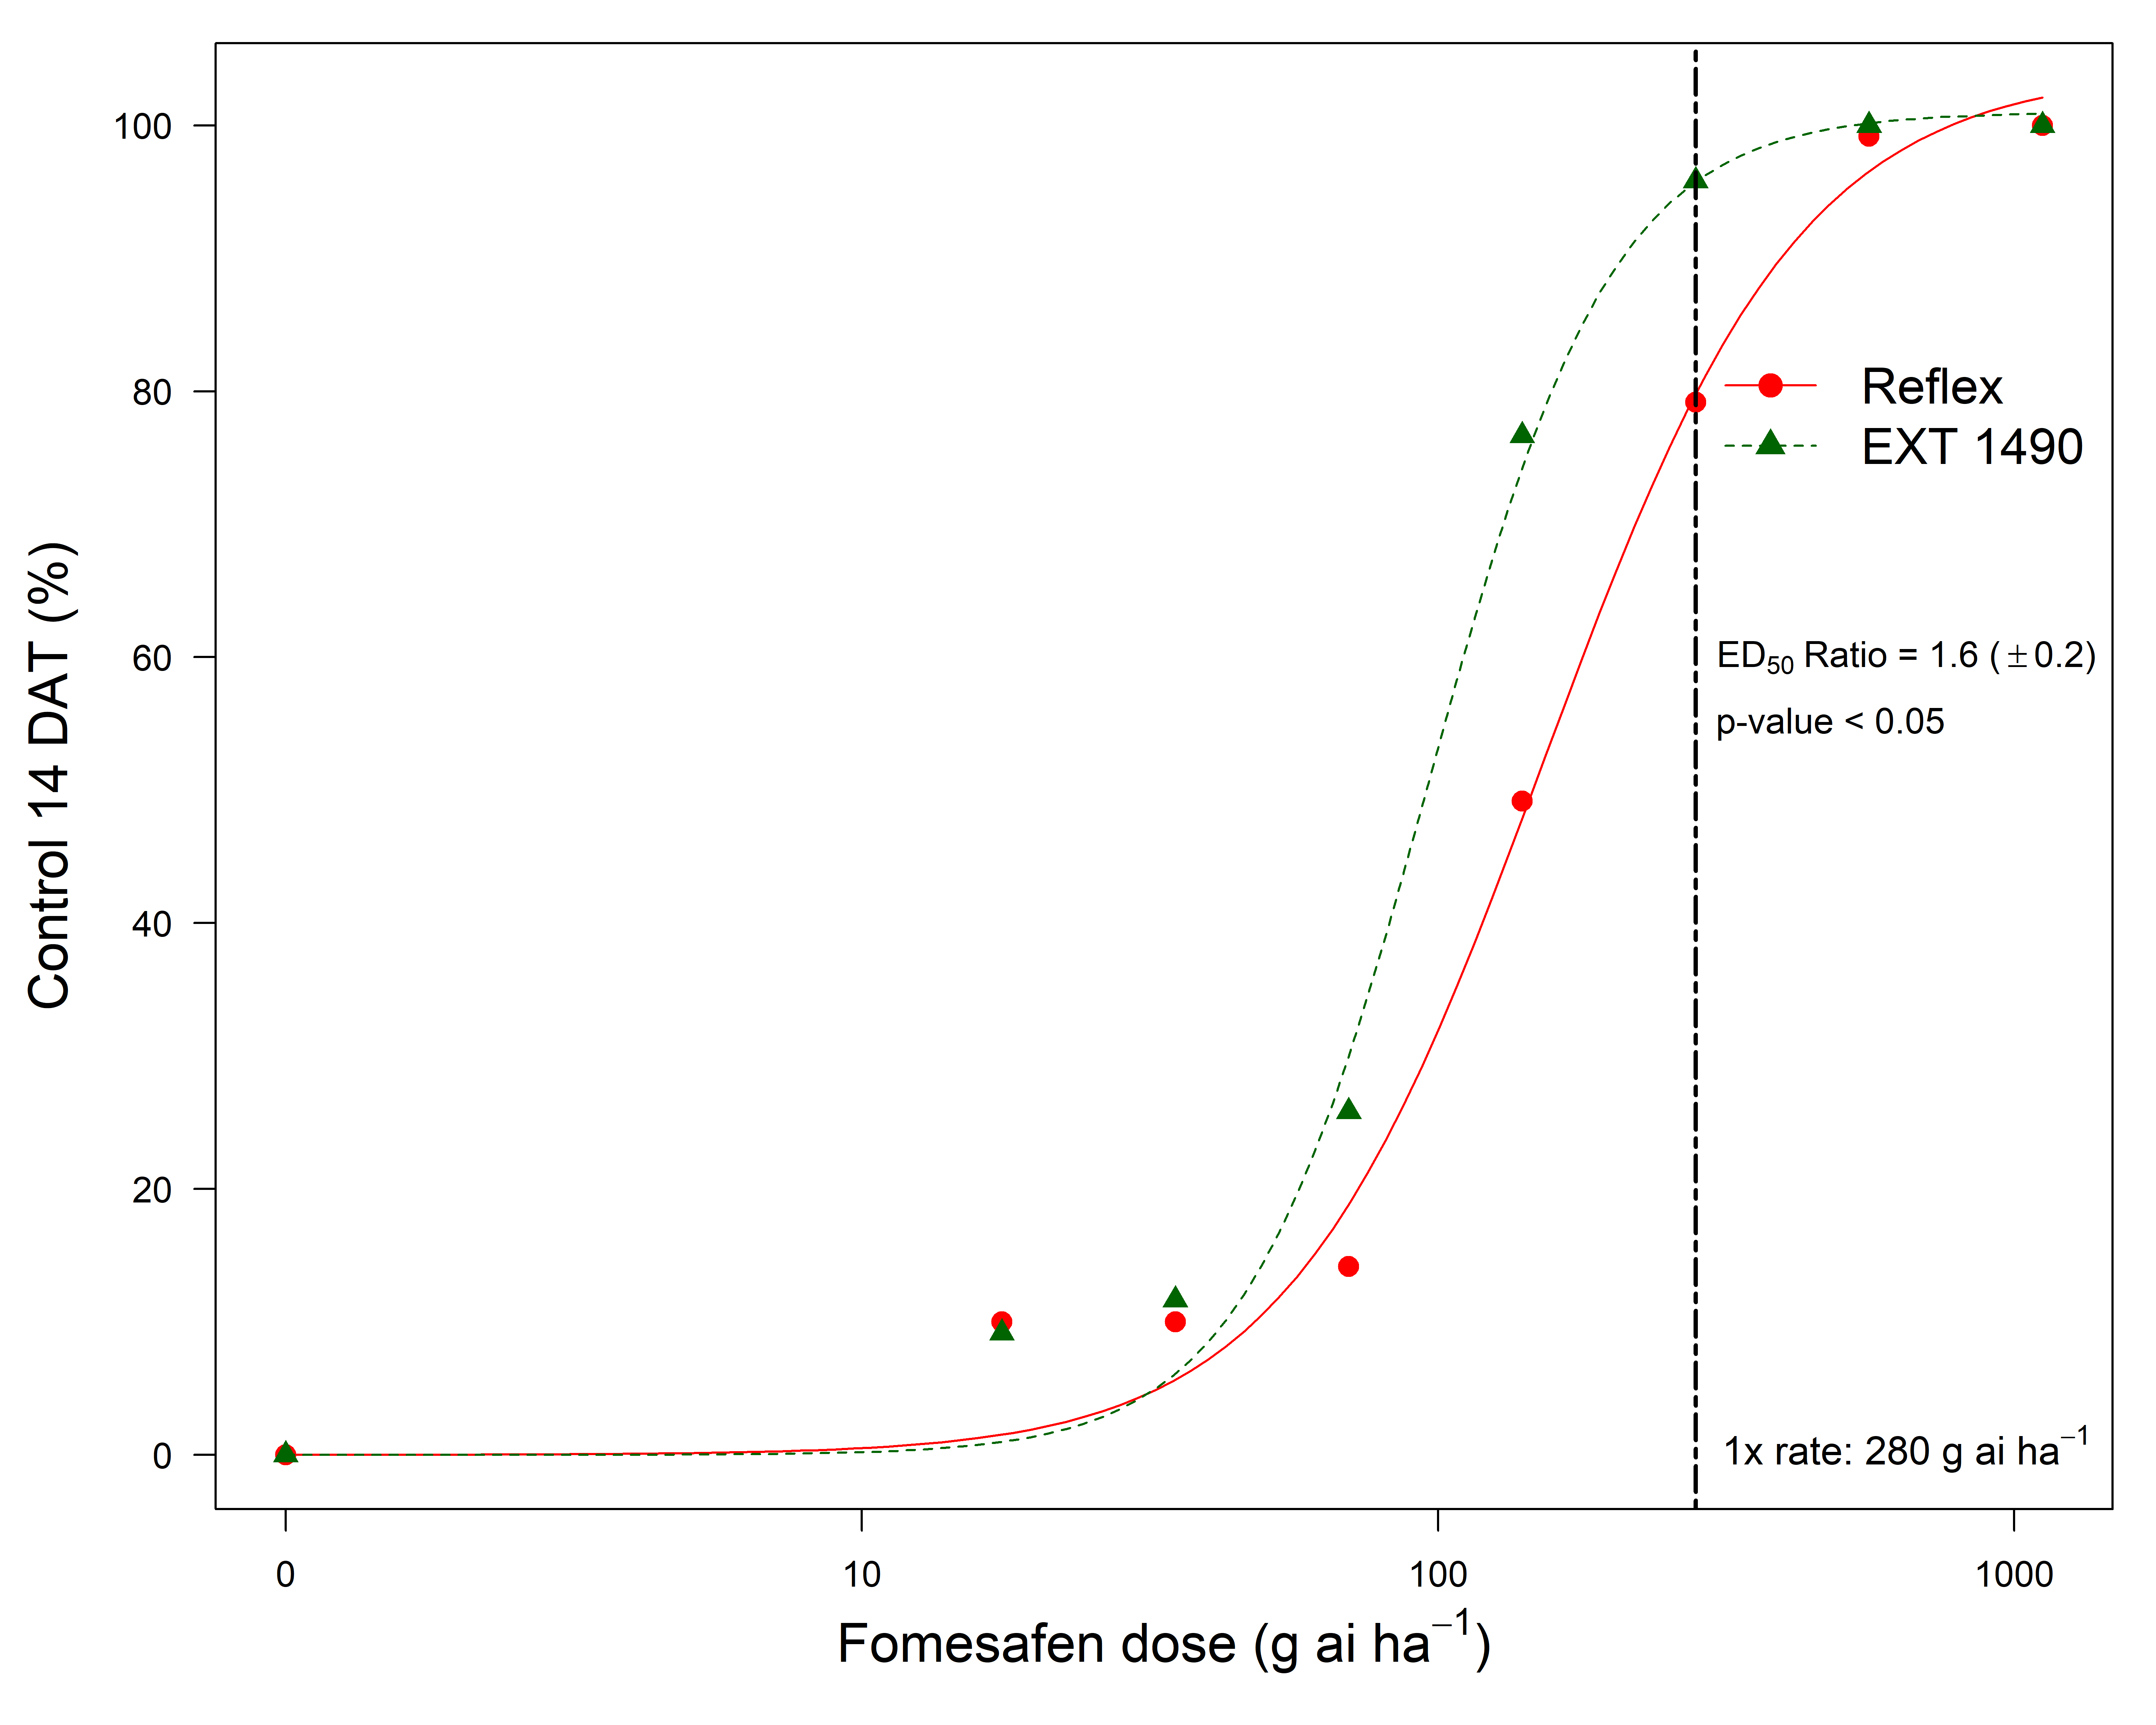 100
80
60
40
20
0
Control 14 DAT (%)
Reflex
EXT 1490
ED₅₀ Ratio = 1.6 (±0.2)
p-value < 0.05
1x rate: 280 g ai ha⁻¹
0 10 100 1000
Fomesafen dose (g ai ha⁻¹)